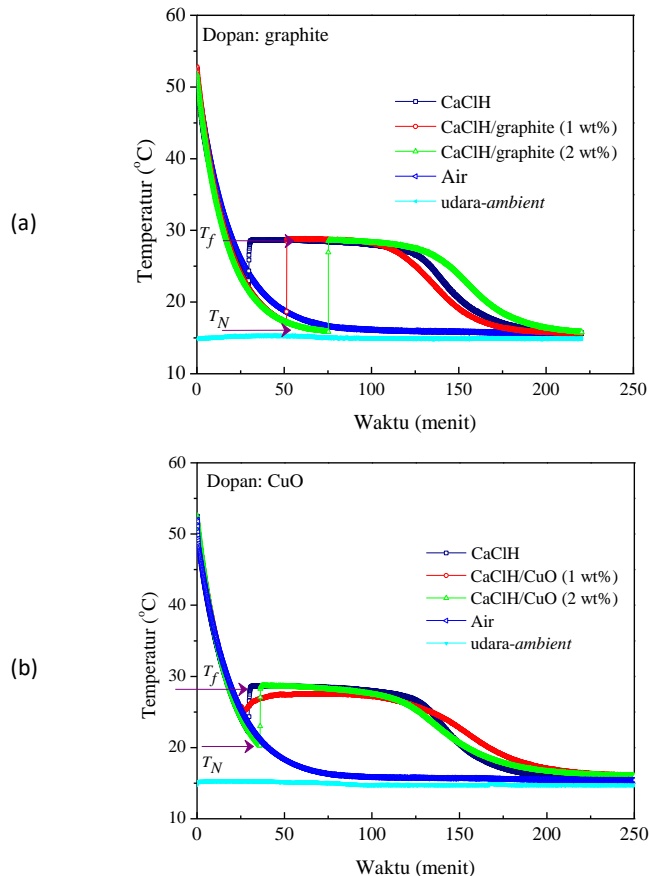 (a)
Dopan: graphite
CaClH
CaClH/graphite (1 wt%)
CaClH/graphite (2 wt%)
Air
udara-ambient
Temperatur (°C)
60
50
40
30
20
10
T_f
T_N
0 50 100 150 200 250
Waktu (menit)
(b)
Dopan: CuO
CaClH
CaClH/CuO (1 wt%)
CaClH/CuO (2 wt%)
Air
udara-ambient
Temperatur (°C)
60
50
40
30
20
10
T_f
T_N
0 50 100 150 200 250
Waktu (menit)